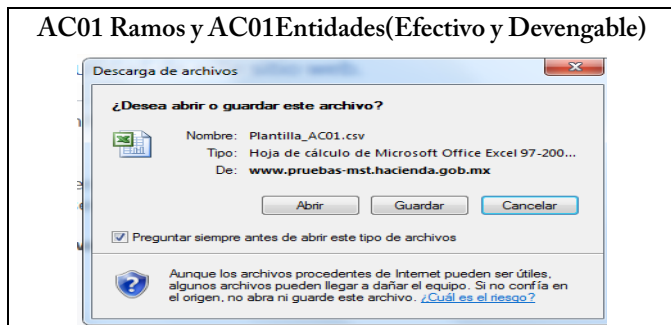 AC01 Ramos y AC01Entidades(Efectivo y Devengable)
Descarga de archivos
¿Desea abrir o guardar este archivo?
Nombre: Plantilla_AC01.csv
Tipo: Hoja de cálculo de Microsoft Office Excel 97-200...
De: www.pruebas-mst.hacienda.gob.mx
Abrir Guardar Cancelar
Preguntar siempre antes de abrir este tipo de archivos
Aunque los archivos procedentes de Internet pueden ser útiles,
algunos archivos pueden llegar a dañar el equipo. Si no confía en
el origen, no abra ni guarde este archivo. ¿Cuál es el riesgo?